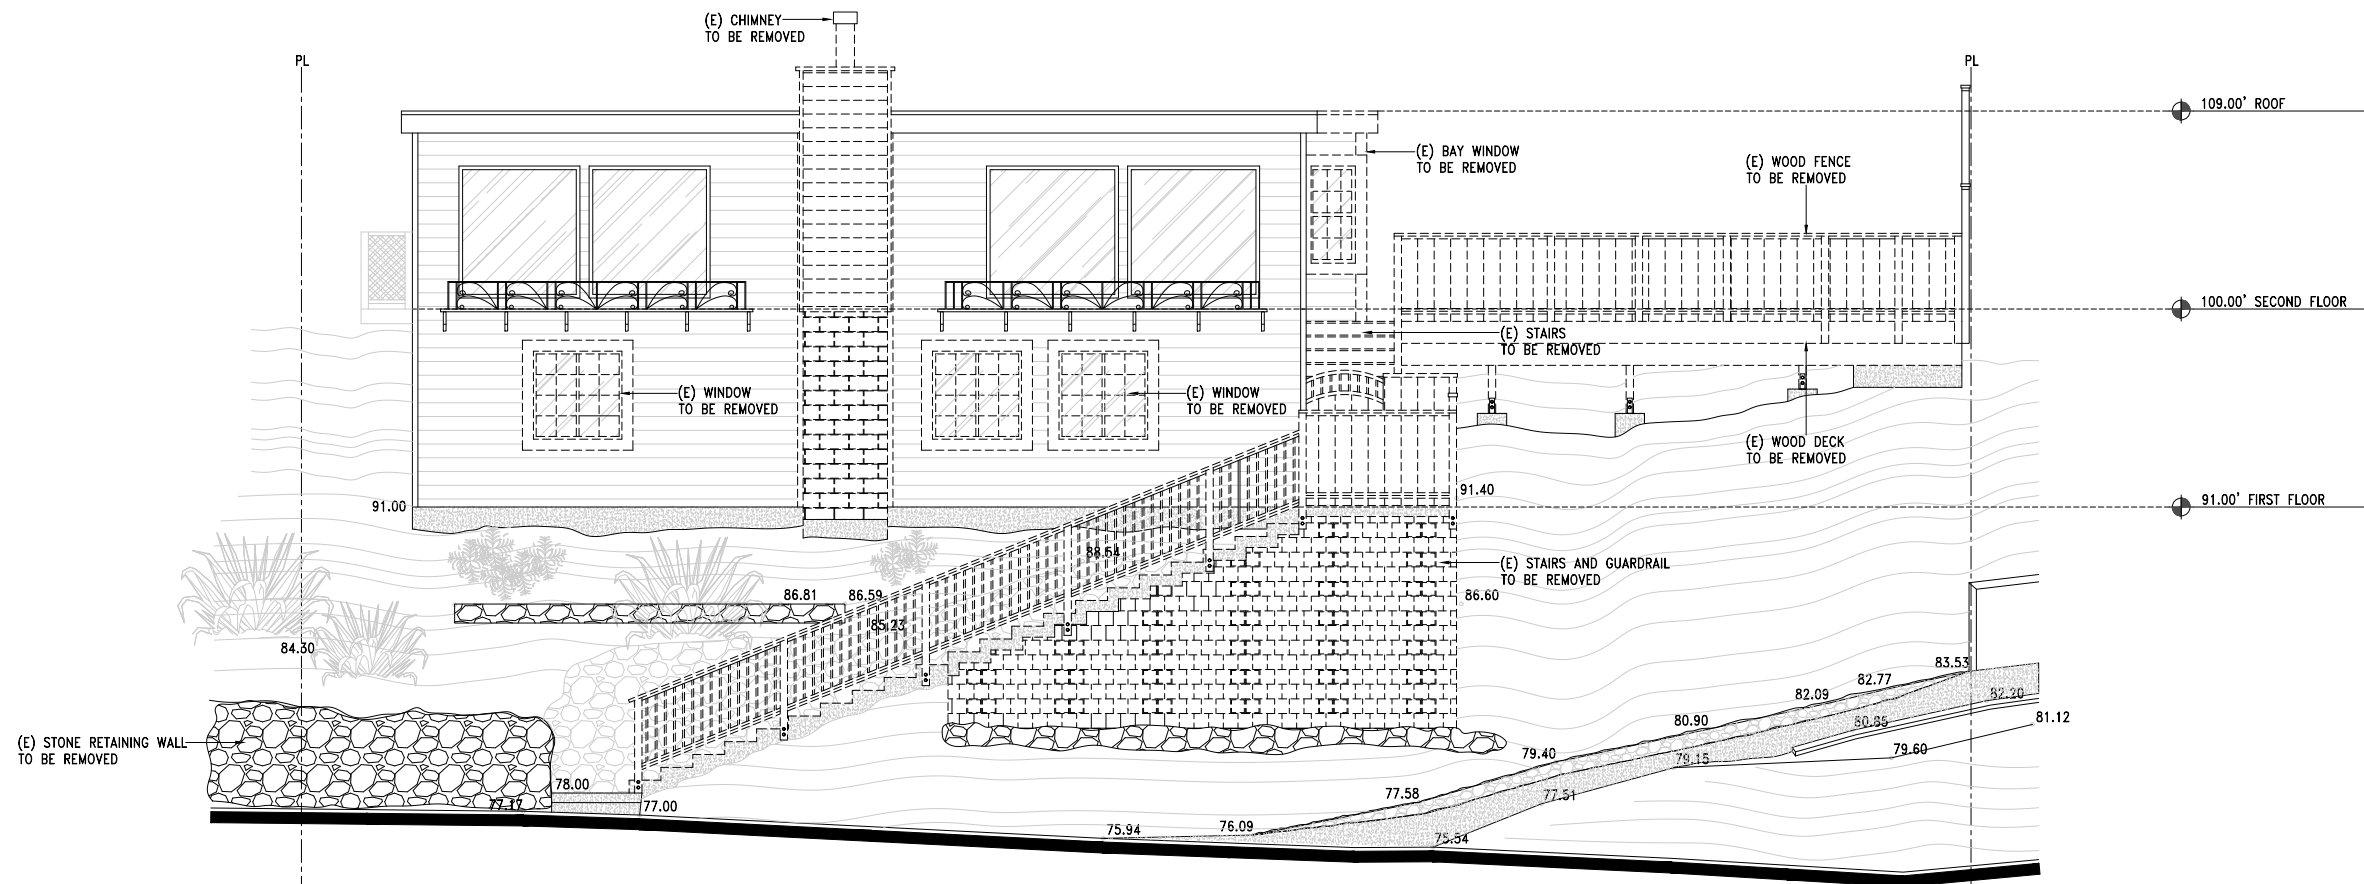 (E) CHIMNEY
TO BE REMOVED
PL
PL
109.00' ROOF
(E) BAY WINDOW
TO BE REMOVED
(E) WOOD FENCE
TO BE REMOVED
100.00' SECOND FLOOR
(E) STAIRS
TO BE REMOVED
(E) WINDOW
TO BE REMOVED
(E) WINDOW
TO BE REMOVED
(E) WOOD DECK
TO BE REMOVED
91.00
91.40
91.00' FIRST FLOOR
88.54
(E) STAIRS AND GUARDRAIL
TO BE REMOVED
86.81
86.59
86.60
85.23
84.30
83.53
82.77
82.09
82.20
80.90
80.85
81.12
(E) STONE RETAINING WALL
TO BE REMOVED
79.40
79.60
79.15
78.00
77.58
77.51
77.17
77.00
75.94
76.09
75.54